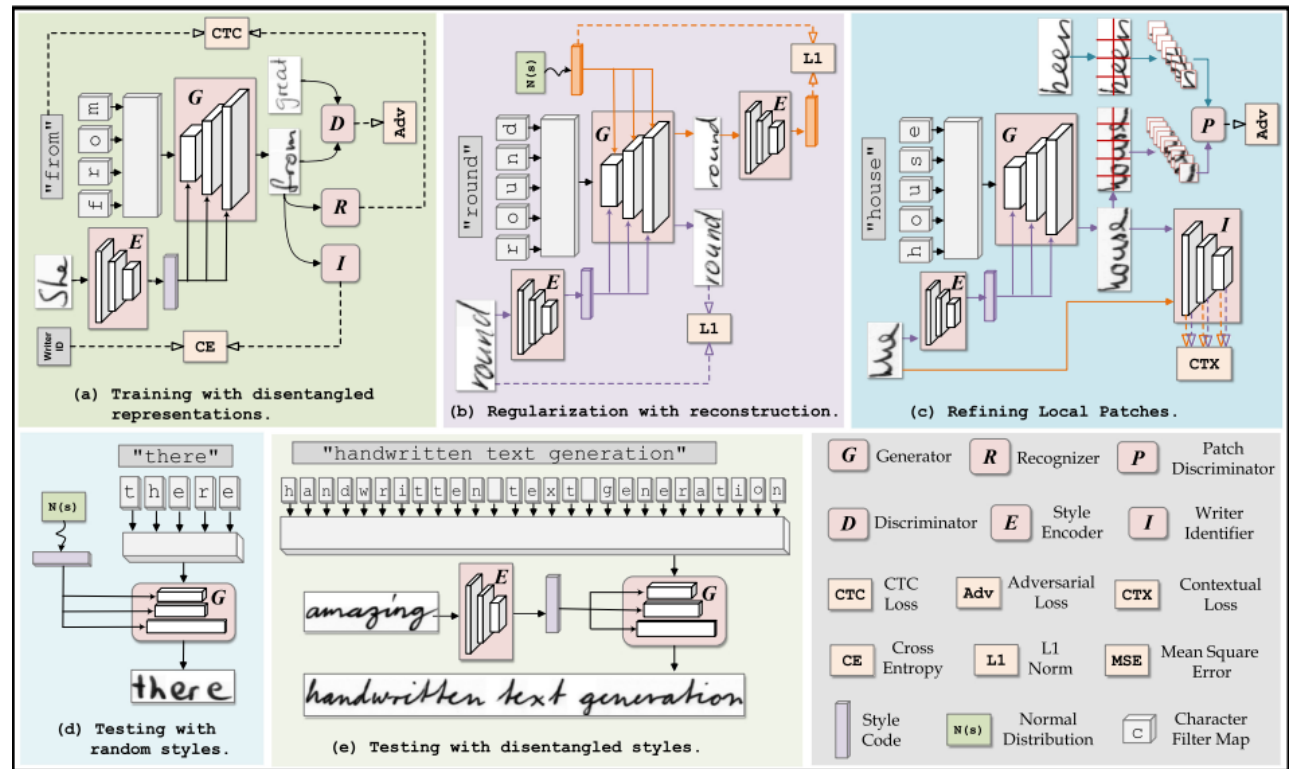 CTC
"from"
m
o
r
f
G
great
from
D
Adv
R
I
She
E
Writer
ID
CE
(a) Training with disentangled
representations.
N(s)
L1
"round"
d
n
u
o
r
G
round
E
round
round
E
L1
(b) Regularization with reconstruction.
been
been
P
Adv
"house"
e
s
u
o
h
G
house
house
I
the
E
CTX
(c) Refining Local Patches.
"there"
N(s)
t h e r e
G
there
(d) Testing with
random styles.
"handwritten text generation"
h a n d w r i t t e n _ t e x t _ g e n e r a t i o n
amazing
E
G
handwritten text generation
(e) Testing with disentangled styles.
G Generator R Recognizer P Patch
Discriminator
D Discriminator E Style
Encoder I Writer
Identifier
CTC CTC
Loss Adv Adversarial
Loss CTX Contextual
Loss
CE Cross
Entropy L1 L1
Norm MSE Mean Square
Error
Style
Code N(s) Normal
Distribution C Character
Filter Map